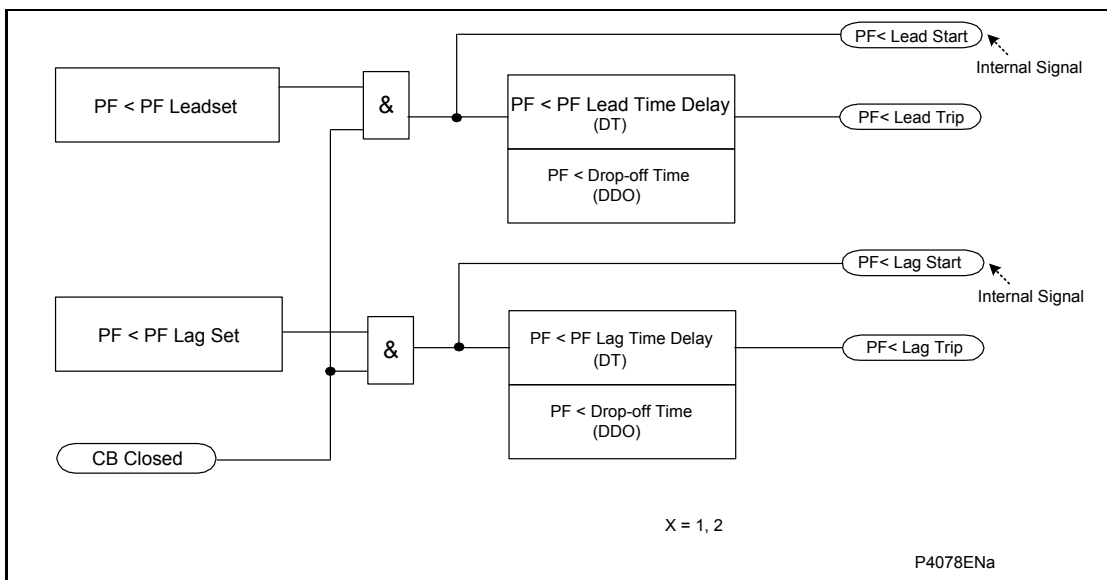 PF< Lead Start
Internal Signal
PF < PF Leadset
&
PF < PF Lead Time Delay
(DT)
PF< Lead Trip
PF < Drop-off Time
(DDO)
PF< Lag Start
Internal Signal
PF < PF Lag Set
&
PF < PF Lag Time Delay
(DT)
PF< Lag Trip
PF < Drop-off Time
(DDO)
CB Closed
X = 1, 2
P4078ENa